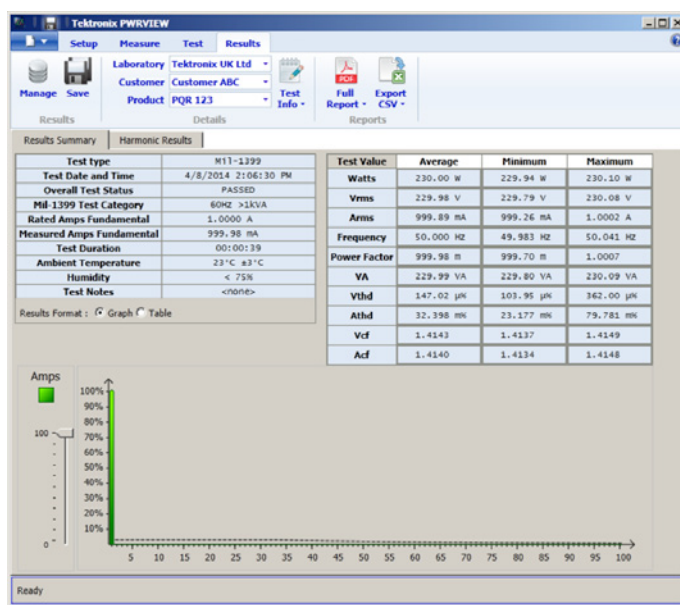 Tektronix PWRVIEW
Setup Measure Test Results
Laboratory Tektronix UK Ltd
Customer Customer ABC
Product PQR 123
Manage Save
Test Info
PDF
Full Report
Export CSV
Results Details Reports
Results Summary Harmonic Results
Test type Mil-1399
Test Date and Time 4/8/2014 2:06:30 PM
Overall Test Status PASSED
Mil-1399 Test Category 60HZ >1kVA
Rated Amps Fundamental 1.0000 A
Measured Amps Fundamental 999.98 mA
Test Duration 00:00:39
Ambient Temperature 23°C ±3°C
Humidity < 75%
Test Notes <none>
Results Format : Graph Table
Test Value Average Minimum Maximum
Watts 230.00 W 229.94 W 230.10 W
Vrms 229.98 V 229.79 V 230.08 V
Arms 999.89 mA 999.26 mA 1.0002 A
Frequency 50.000 HZ 49.983 HZ 50.041 HZ
Power Factor 999.98 m 999.70 m 1.0007
VA 229.99 VA 229.80 VA 230.09 VA
Vthd 147.02 µ% 103.95 µ% 362.00 µ%
Athd 32.398 m% 23.177 m% 79.781 m%
Vcf 1.4143 1.4137 1.4149
Acf 1.4140 1.4134 1.4148
Amps
100
0
100%
90%
80%
70%
60%
50%
40%
30%
20%
10%
5 10 15 20 25 30 35 40 45 50 55 60 65 70 75 80 85 90 95 100
Ready